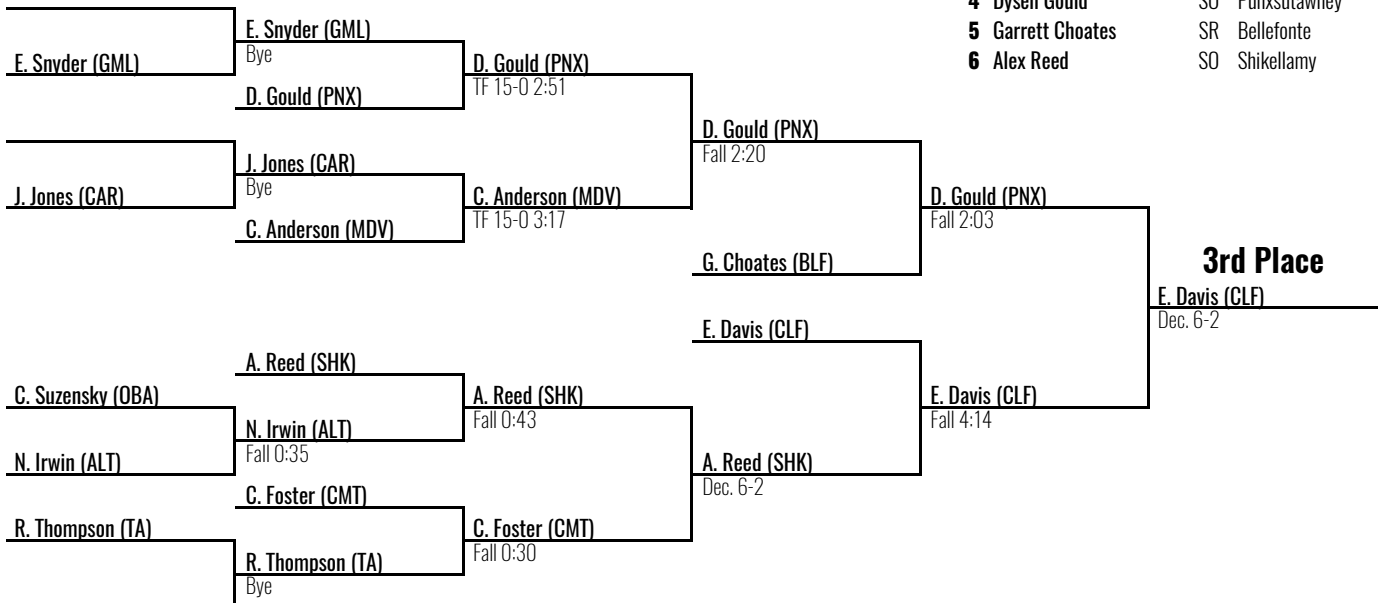 4 Dysen Gould SO Punxsutawney
5 Garrett Choates SR Bellefonte
6 Alex Reed SO Shikellamy
E. Snyder (GML)
E. Snyder (GML)
Bye
D. Gould (PNX)
D. Gould (PNX)
TF 15-0 2:51
J. Jones (CAR)
J. Jones (CAR)
Bye
C. Anderson (MDV)
C. Anderson (MDV)
TF 15-0 3:17
D. Gould (PNX)
Fall 2:20
G. Choates (BLF)
D. Gould (PNX)
Fall 2:03
3rd Place
E. Davis (CLF)
Dec. 6-2
E. Davis (CLF)
E. Davis (CLF)
Fall 4:14
A. Reed (SHK)
C. Suzensky (OBA)
N. Irwin (ALT)
N. Irwin (ALT)
Fall 0:35
A. Reed (SHK)
Fall 0:43
A. Reed (SHK)
Dec. 6-2
C. Foster (CMT)
R. Thompson (TA)
R. Thompson (TA)
Bye
C. Foster (CMT)
Fall 0:30